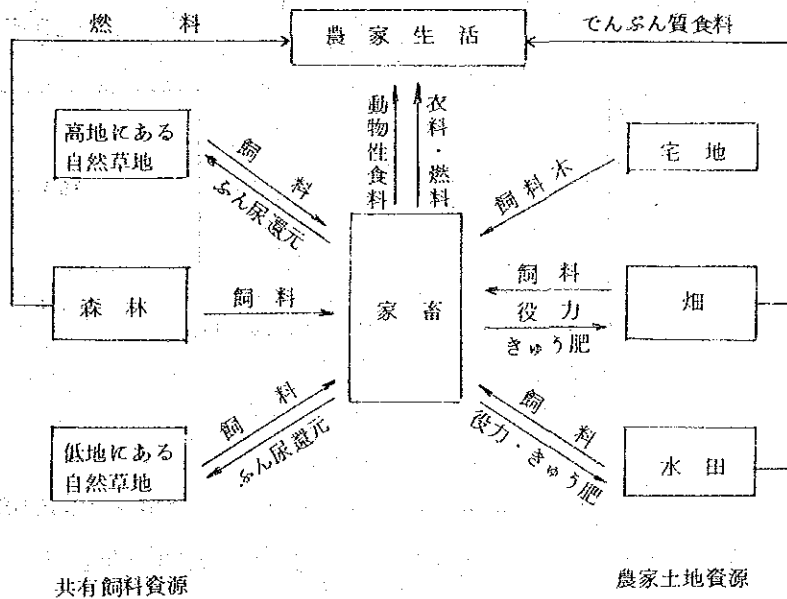 燃料
農家生活
でんぷん質食料
動物性食料
衣料・燃料
高地にある
自然草地
飼料
ふん尿還元
宅地
飼料木
森林
飼料
家畜
飼料
役力
きゅう肥
畑
低地にある
自然草地
飼料
ふん尿還元
飼料
役力・きゅう肥
水田
共有飼料資源
農家土地資源